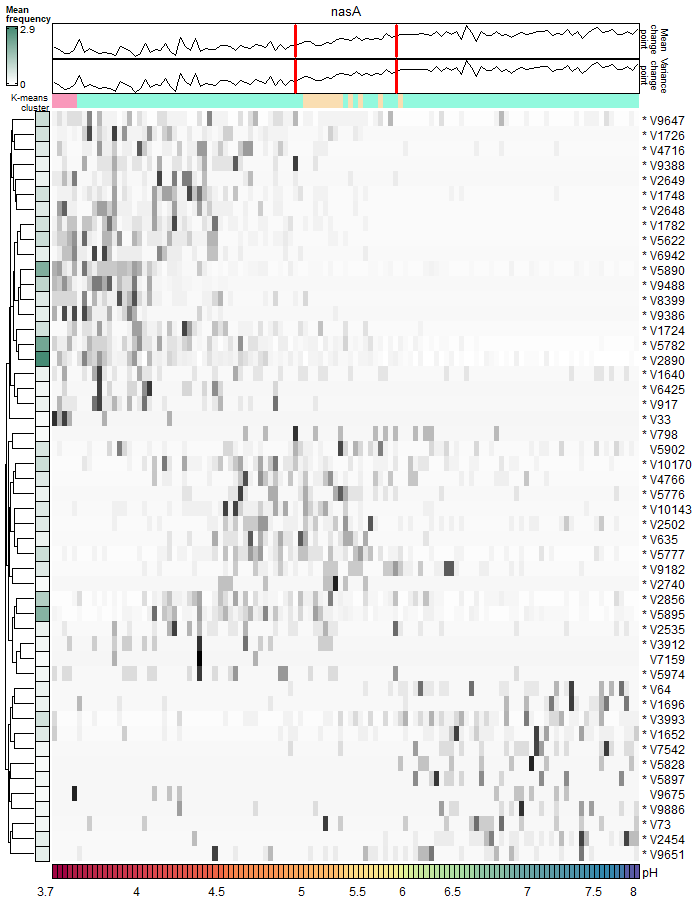 nasA
Mean
frequency
2.9
0
Mean
change
point
Variance
change
point
K-means
cluster
* V9647
* V1726
* V4716
* V9388
* V2649
* V1748
* V2648
* V1782
* V5622
* V6942
* V5890
* V9488
* V8399
* V9386
* V1724
* V5782
* V2890
* V1640
* V6425
* V917
* V33
* V798
V5902
* V10170
* V4766
* V5776
* V10143
* V2502
* V635
* V5777
* V9182
* V2740
* V2856
* V5895
* V2535
* V3912
V7159
* V5974
* V64
* V1696
* V3993
* V1652
* V7542
* V5828
* V5897
V9675
* V9886
* V73
* V2454
* V9651
pH
3.7 4 4.5 5 5.5 6 6.5 7 7.5 8